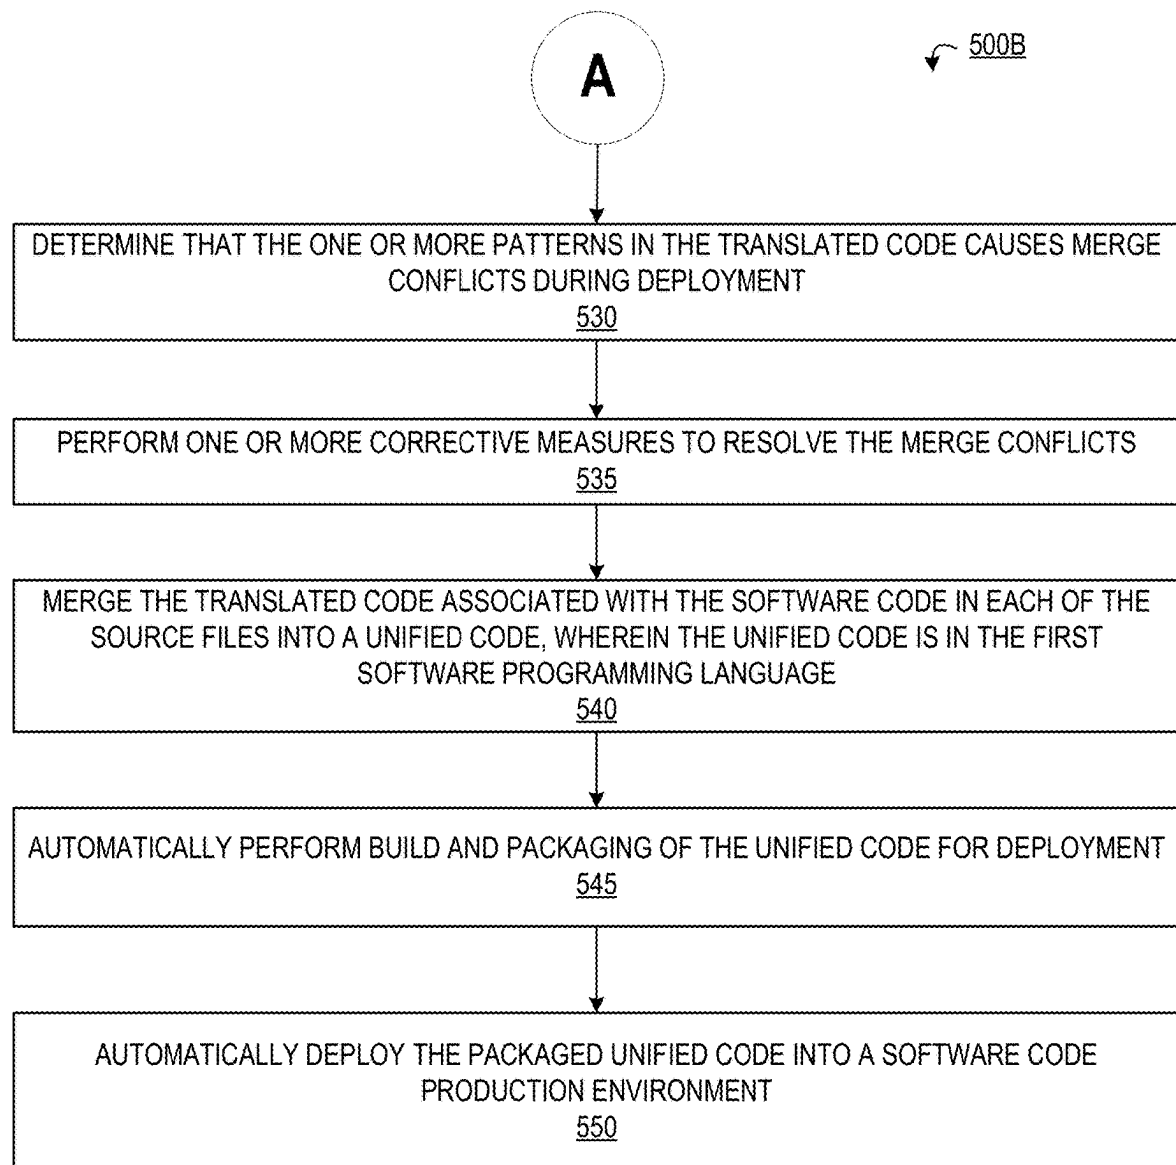 A
500B
DETERMINE THAT THE ONE OR MORE PATTERNS IN THE TRANSLATED CODE CAUSES MERGE
CONFLICTS DURING DEPLOYMENT
530
PERFORM ONE OR MORE CORRECTIVE MEASURES TO RESOLVE THE MERGE CONFLICTS
535
MERGE THE TRANSLATED CODE ASSOCIATED WITH THE SOFTWARE CODE IN EACH OF THE
SOURCE FILES INTO A UNIFIED CODE, WHEREIN THE UNIFIED CODE IS IN THE FIRST
SOFTWARE PROGRAMMING LANGUAGE
540
AUTOMATICALLY PERFORM BUILD AND PACKAGING OF THE UNIFIED CODE FOR DEPLOYMENT
545
AUTOMATICALLY DEPLOY THE PACKAGED UNIFIED CODE INTO A SOFTWARE CODE
PRODUCTION ENVIRONMENT
550